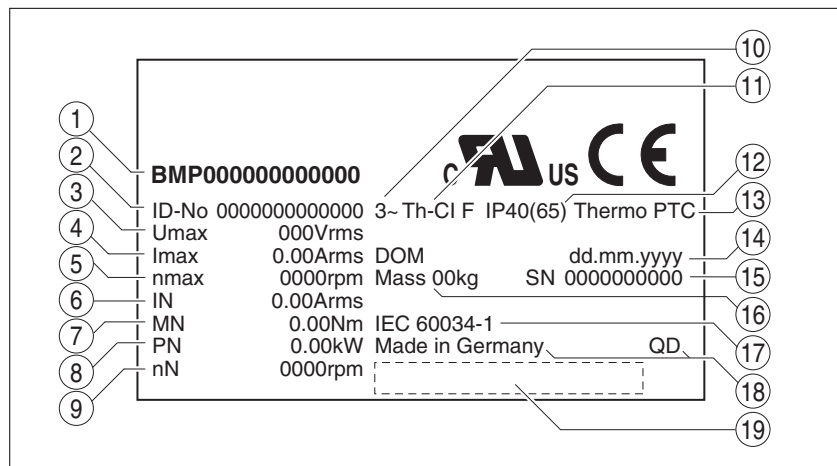 1
2
3
4
5
6
7
8
9
10
11
12
13
14
15
16
17
18
19
c RU US CE
BMP000000000000
ID-No 0000000000000 3~ Th-CI F IP40(65) Thermo PTC
Umax 000Vrms
Imax 0.00Arms DOM dd.mm.yyyy
nmax 0000rpm Mass 00kg SN 0000000000
IN 0.00Arms
MN 0.00Nm IEC 60034-1
PN 0.00kW Made in Germany QD
nN 0000rpm